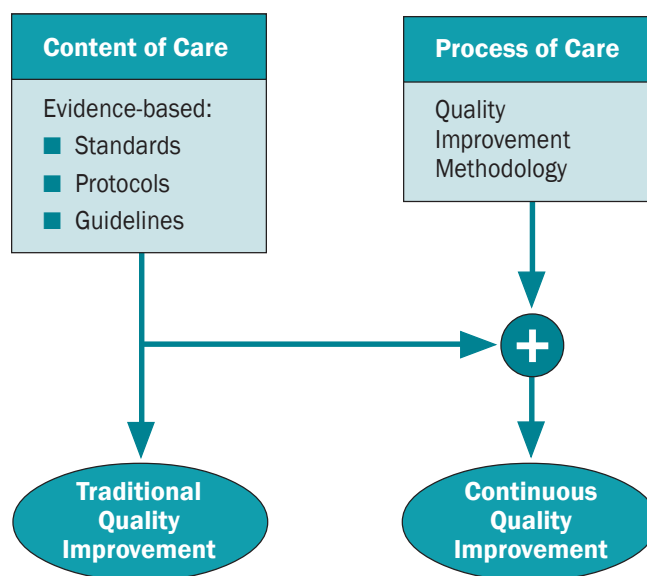 Content of Care
Evidence-based:
■ Standards
■ Protocols
■ Guidelines
Process of Care
Quality
Improvement
Methodology
+
Traditional
Quality
Improvement
Continuous
Quality
Improvement